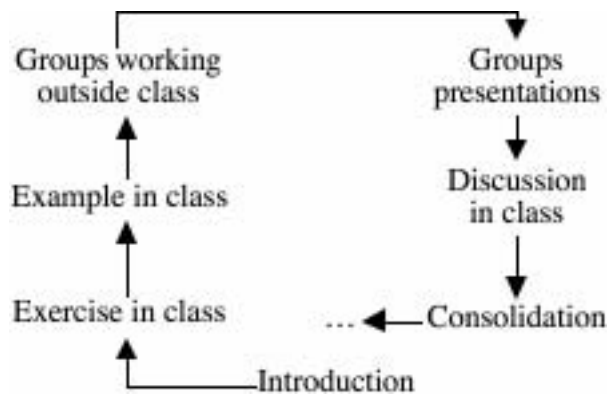 Groups working
outside class
Groups
presentations
Example in class
Discussion
in class
Exercise in class
...
Consolidation
Introduction